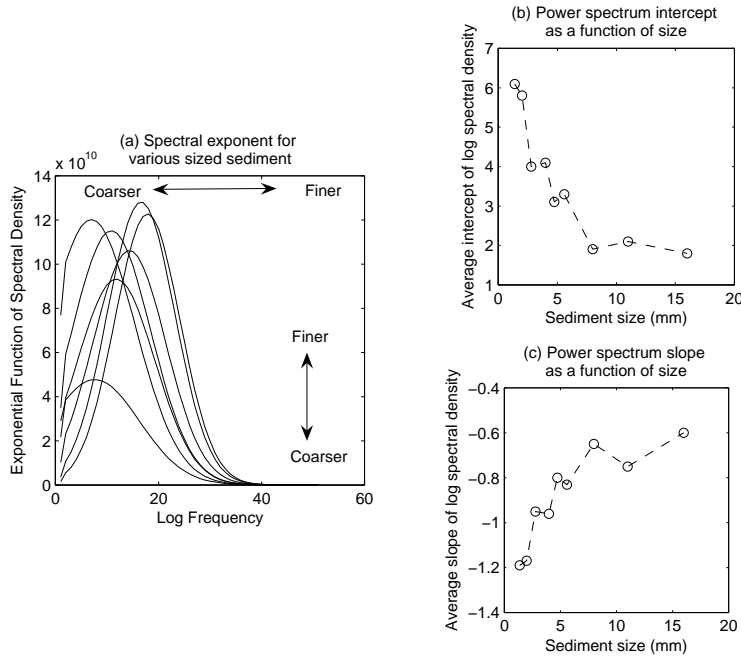 (a) Spectral exponent for
various sized sediment
x 10^10
14
12
10
8
6
4
2
0
0 20 40 60
Coarser Finer
Finer
Coarser
Exponential Function of Spectral Density
Log Frequency
(b) Power spectrum intercept
as a function of size
7
6
5
4
3
2
1
0 5 10 15 20
Average intercept of log spectral density
Sediment size (mm)
(c) Power spectrum slope
as a function of size
−0.4
−0.6
−0.8
−1
−1.2
−1.4
0 5 10 15 20
Average slope of log spectral density
Sediment size (mm)